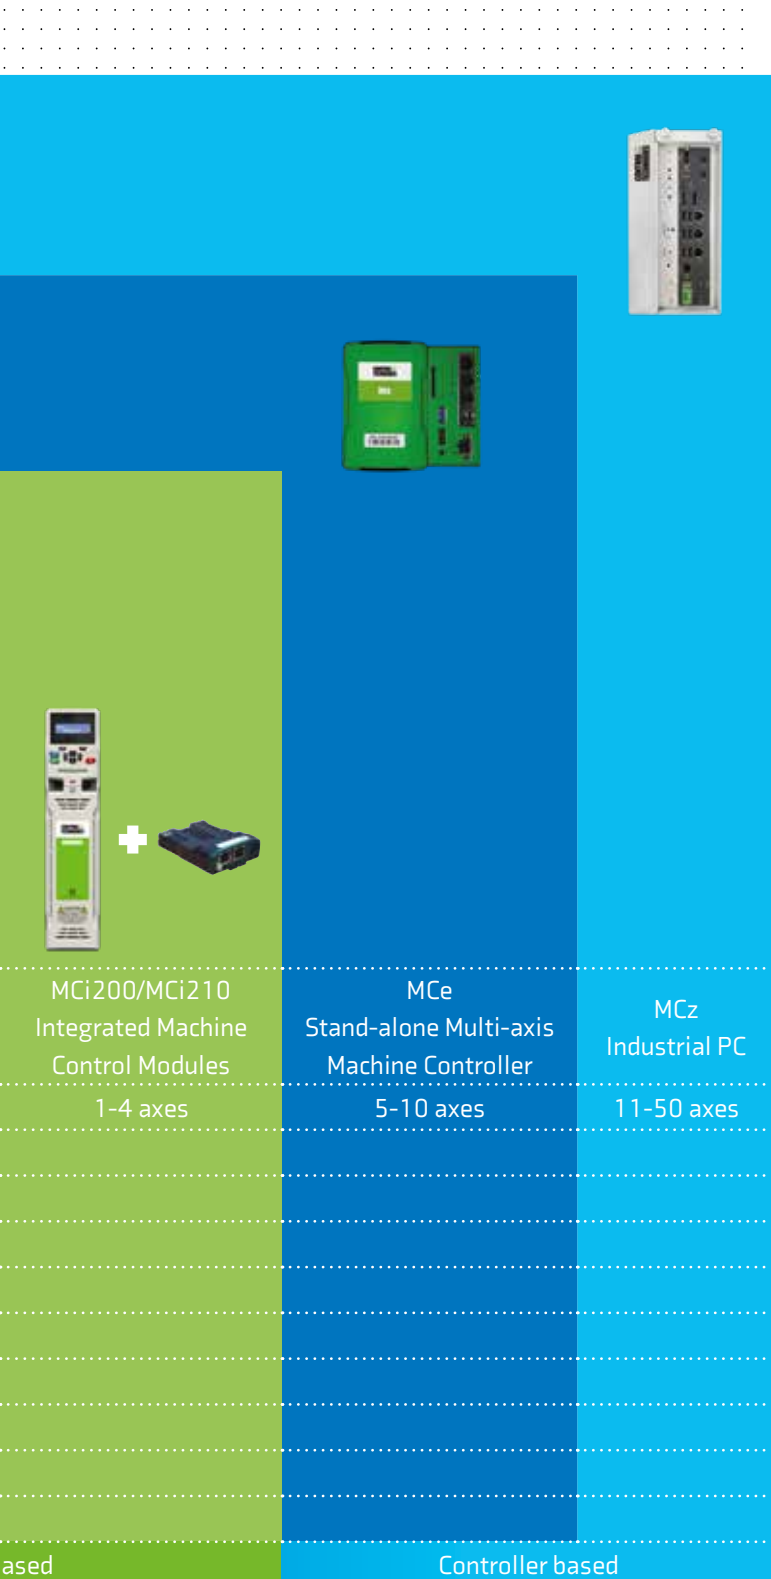 MCi200/MCi210
Integrated Machine
Control Modules
MCe
Stand-alone Multi-axis
Machine Controller
MCz
Industrial PC
1-4 axes
5-10 axes
11-50 axes
ased
Controller based